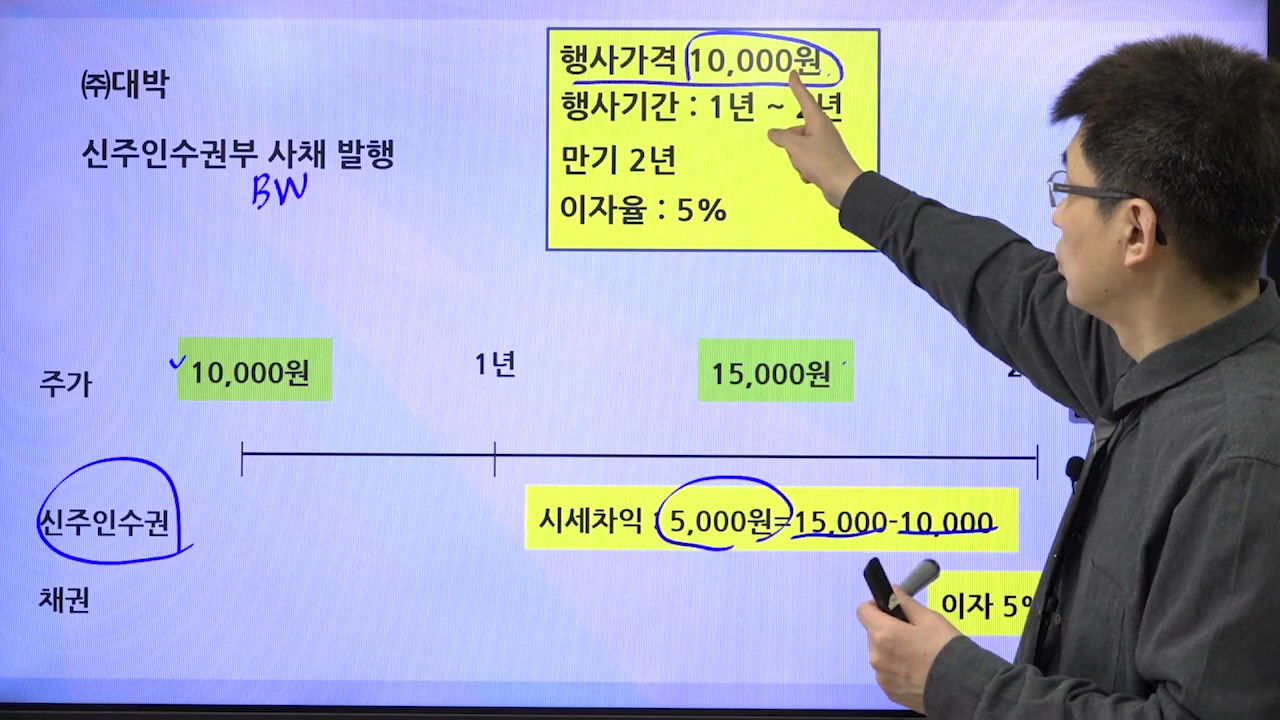 ㈜대박
신주인수권부 사채 발행
BW
행사가격 10,000원
행사기간 : 1년 ~ 2년
만기 2년
이자율 : 5%
주가
10,000원
1년
15,000원
신주인수권
시세차익 : 5,000원=15,000-10,000
채권
이자 5%